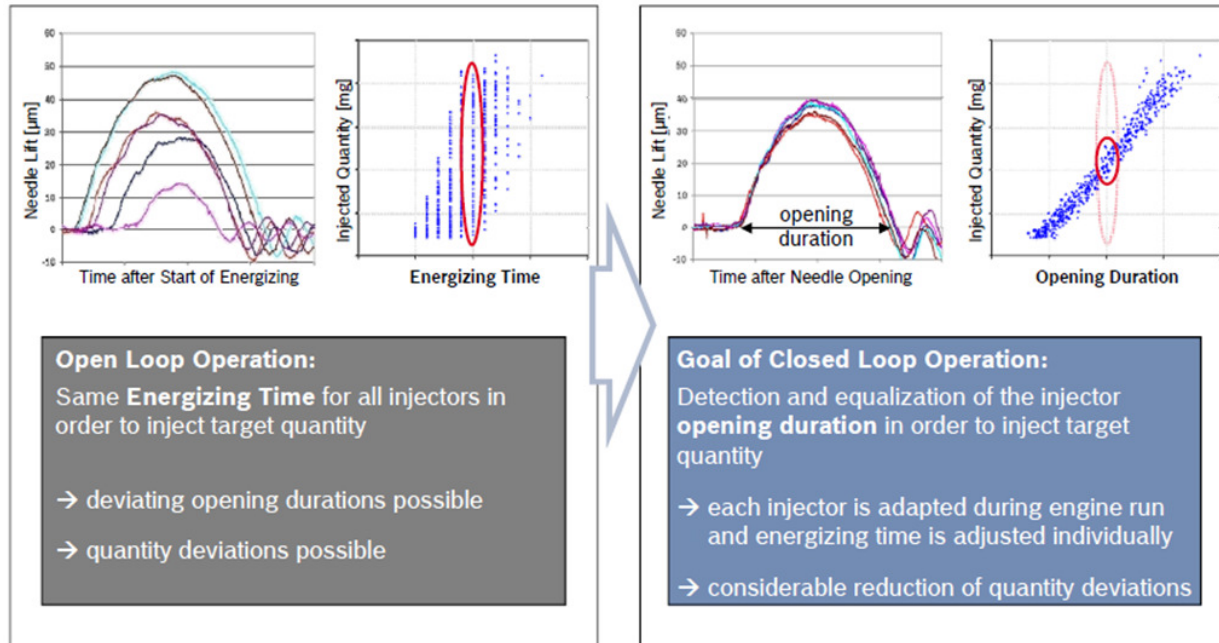 60
50
40
30
20
10
0
-10
Needle Lift [µm]
Time after Start of Energizing
Injected Quantity [mg]
Energizing Time
Open Loop Operation:
Same Energizing Time for all injectors in
order to inject target quantity
→ deviating opening durations possible
→ quantity deviations possible
60
50
40
30
20
10
0
-10
Needle Lift [µm]
opening
duration
Time after Needle Opening
Injected Quantity [mg]
Opening Duration
Goal of Closed Loop Operation:
Detection and equalization of the injector
opening duration in order to inject target
quantity
→ each injector is adapted during engine run
and energizing time is adjusted individually
→ considerable reduction of quantity deviations